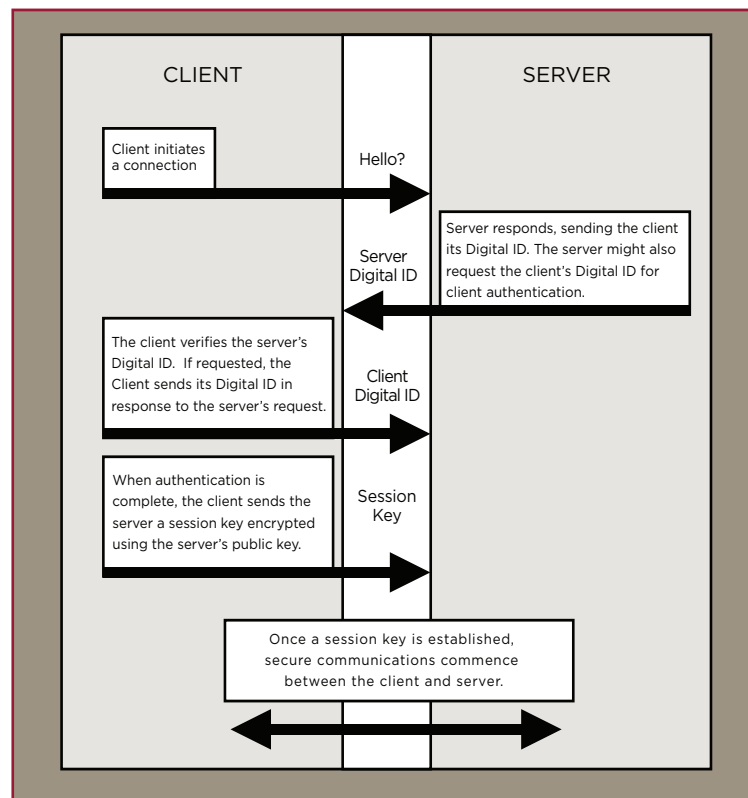 CLIENT
SERVER
Client initiates
a connection
Hello?
Server responds, sending the client
its Digital ID. The server might also
request the client's Digital ID for
client authentication.
Server
Digital ID
The client verifies the server's
Digital ID.  If requested, the
Client sends its Digital ID in
response to the server's request.
Client
Digital ID
When authentication is
complete, the client sends the
server a session key encrypted
using the server's public key.
Session
Key
Once a session key is established,
secure communications commence
between the client and server.